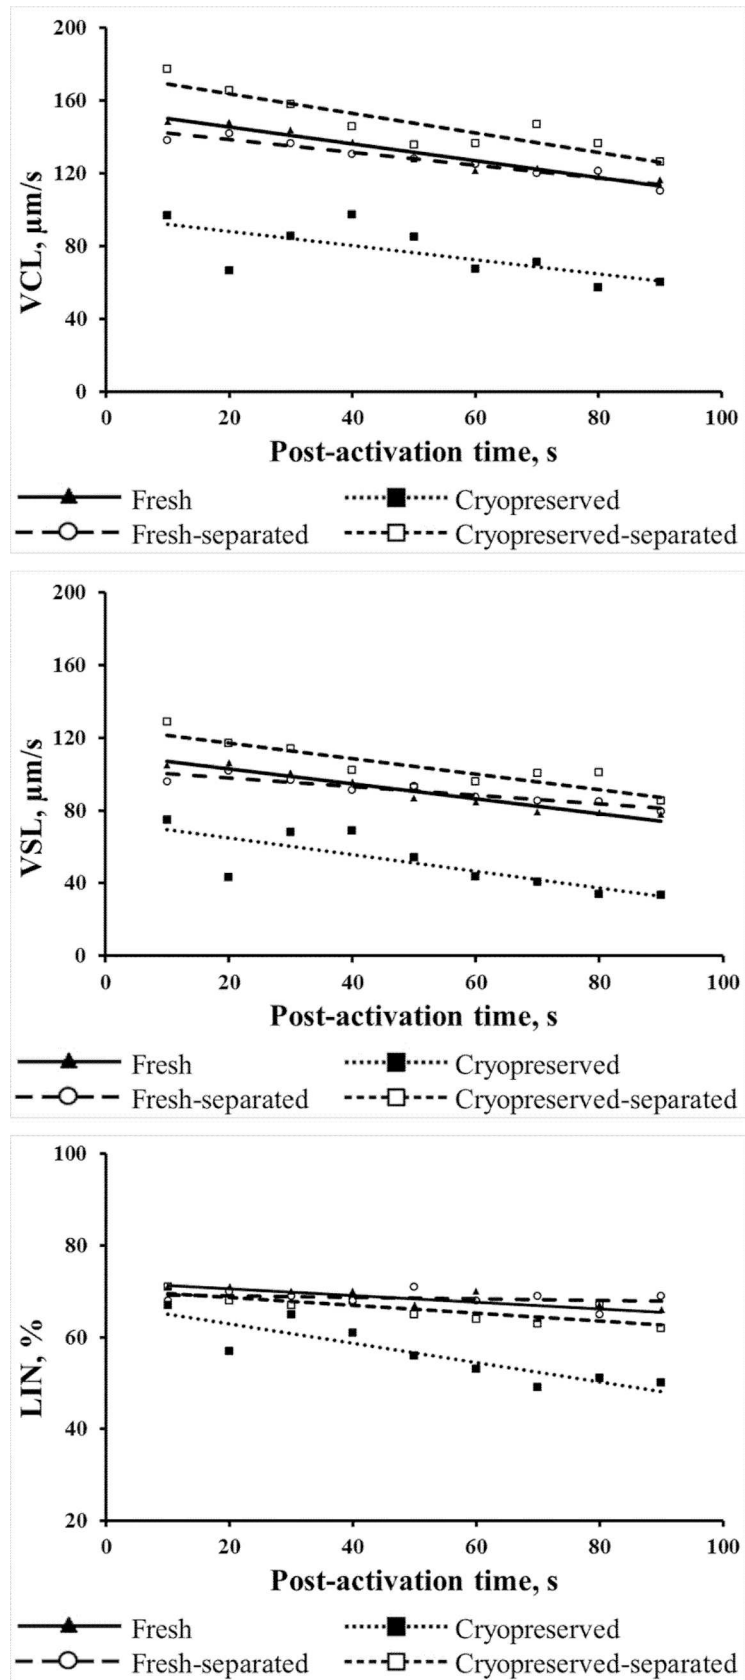 200
160
120
80
40
0
VCL, µm/s
0 20 40 60 80 100
Post-activation time, s
Fresh Cryopreserved
Fresh-separated Cryopreserved-separated
200
160
120
80
40
0
VSL, µm/s
0 20 40 60 80 100
Post-activation time, s
Fresh Cryopreserved
Fresh-separated Cryopreserved-separated
100
80
60
40
20
LIN, %
0 20 40 60 80 100
Post-activation time, s
Fresh Cryopreserved
Fresh-separated Cryopreserved-separated